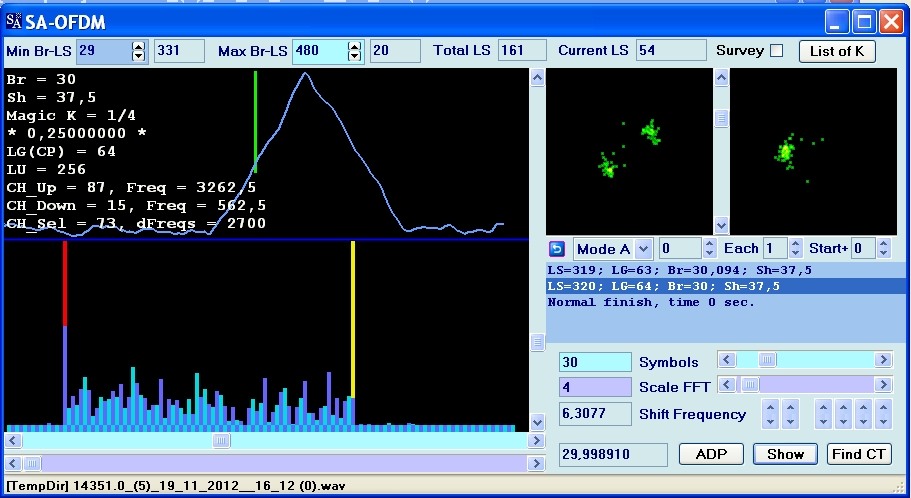 SA-OFDM
Min Br-LS 29 331 Max Br-LS 480 20 Total LS 161 Current LS 54 Survey List of K
Br = 30
Sh = 37,5
Magic K = 1/4
* 0,25000000 *
LG(CP) = 64
LU = 256
CH_Up = 87, Freq = 3262,5
CH_Down = 15, Freq = 562,5
CH_Sel = 73, dFreqs = 2700
Mode A 0 Each 1 Start+ 0
LS=319; LG=63; Br=30,094; Sh=37,5
LS=320; LG=64; Br=30; Sh=37,5
Normal finish, time 0 sec.
30 Symbols
4 Scale FFT
6,3077 Shift Frequency
29,998910 ADP Show Find CT
[TempDir] 14351.0_(5)_19_11_2012__16_12 (0).wav